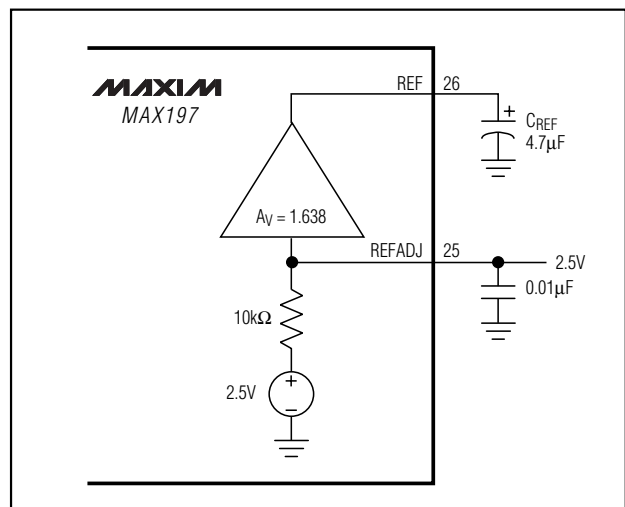 MAXIM
MAX197
REF 26
+
CREF
4.7µF
AV = 1.638
REFADJ 25
2.5V
0.01µF
10kΩ
2.5V
+
−